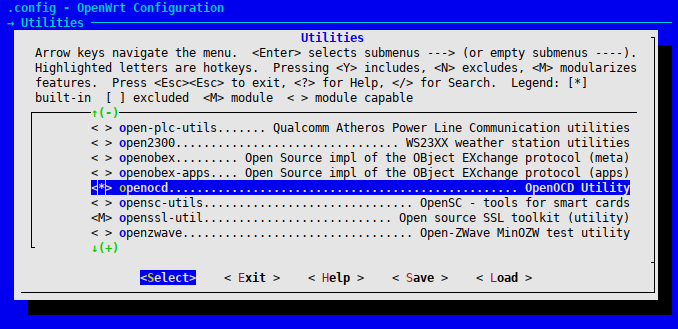 .config - OpenWrt Configuration
→ Utilities
Utilities
Arrow keys navigate the menu. <Enter> selects submenus ---> (or empty submenus ----).
Highlighted letters are hotkeys. Pressing <Y> includes, <N> excludes, <M> modularizes
features. Press <Esc><Esc> to exit, <?> for Help, </> for Search. Legend: [*]
built-in [ ] excluded <M> module < > module capable
↑(-)
< > open-plc-utils....... Qualcomm Atheros Power Line Communication utilities
< > open2300................................ WS23XX weather station utilities
< > openobex......... Open Source impl of the OBject EXchange protocol (meta)
< > openobex-apps.... Open Source impl of the OBject EXchange protocol (apps)
<*> openocd.................................................. OpenOCD Utility
< > opensc-utils.............................. OpenSC - tools for smart cards
<M> openssl-util........................... Open source SSL toolkit (utility)
< > openzwave................................ Open-ZWave MinOZW test utility
↓(+)
<Select> < Exit > < Help > < Save > < Load >